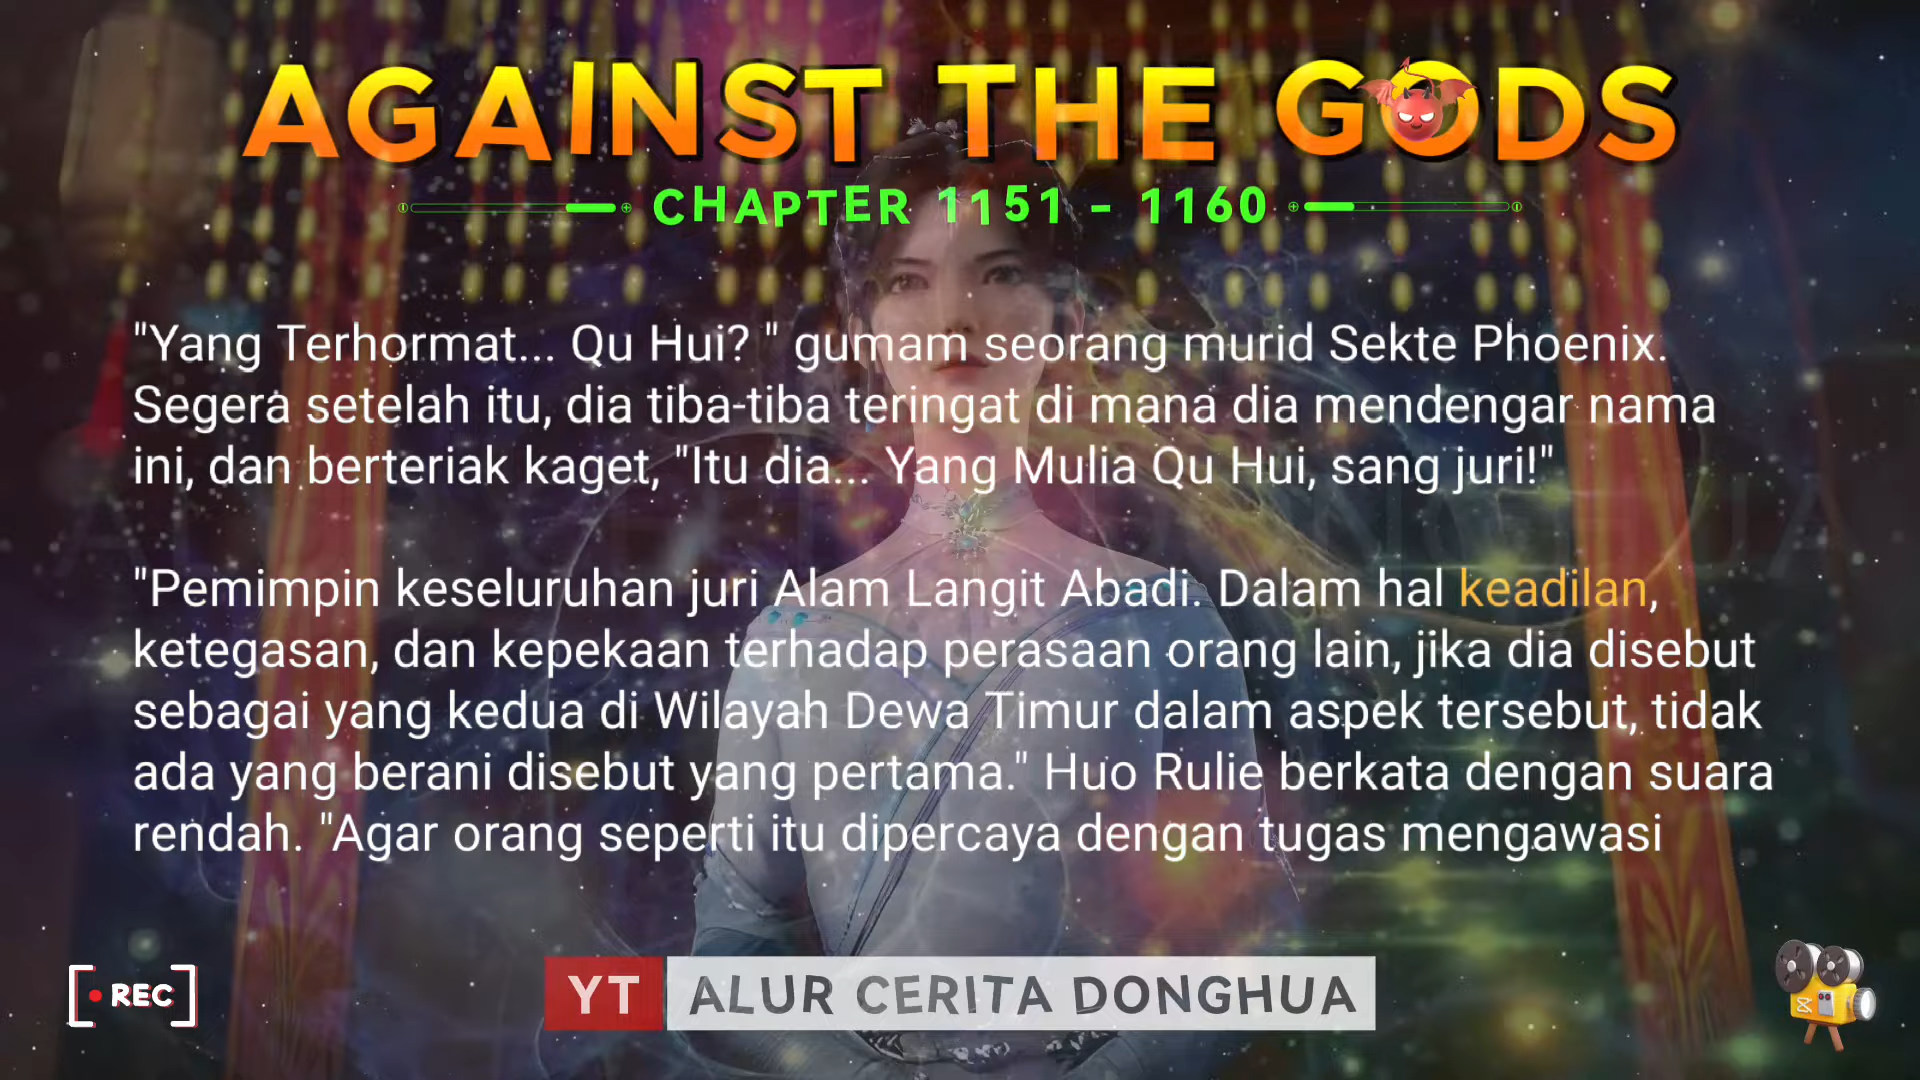 AGAINST THE GODS
CHAPTER 1151 - 1160
"Yang Terhormat... Qu Hui? " gumam seorang murid Sekte Phoenix.
Segera setelah itu, dia tiba-tiba teringat di mana dia mendengar nama
ini, dan berteriak kaget, "Itu dia... Yang Mulia Qu Hui, sang juri!"
"Pemimpin keseluruhan juri Alam Langit Abadi. Dalam hal keadilan,
ketegasan, dan kepekaan terhadap perasaan orang lain, jika dia disebut
sebagai yang kedua di Wilayah Dewa Timur dalam aspek tersebut, tidak
ada yang berani disebut yang pertama." Huo Rulie berkata dengan suara
rendah. "Agar orang seperti itu dipercaya dengan tugas mengawasi
REC
YT ALUR CERITA DONGHUA